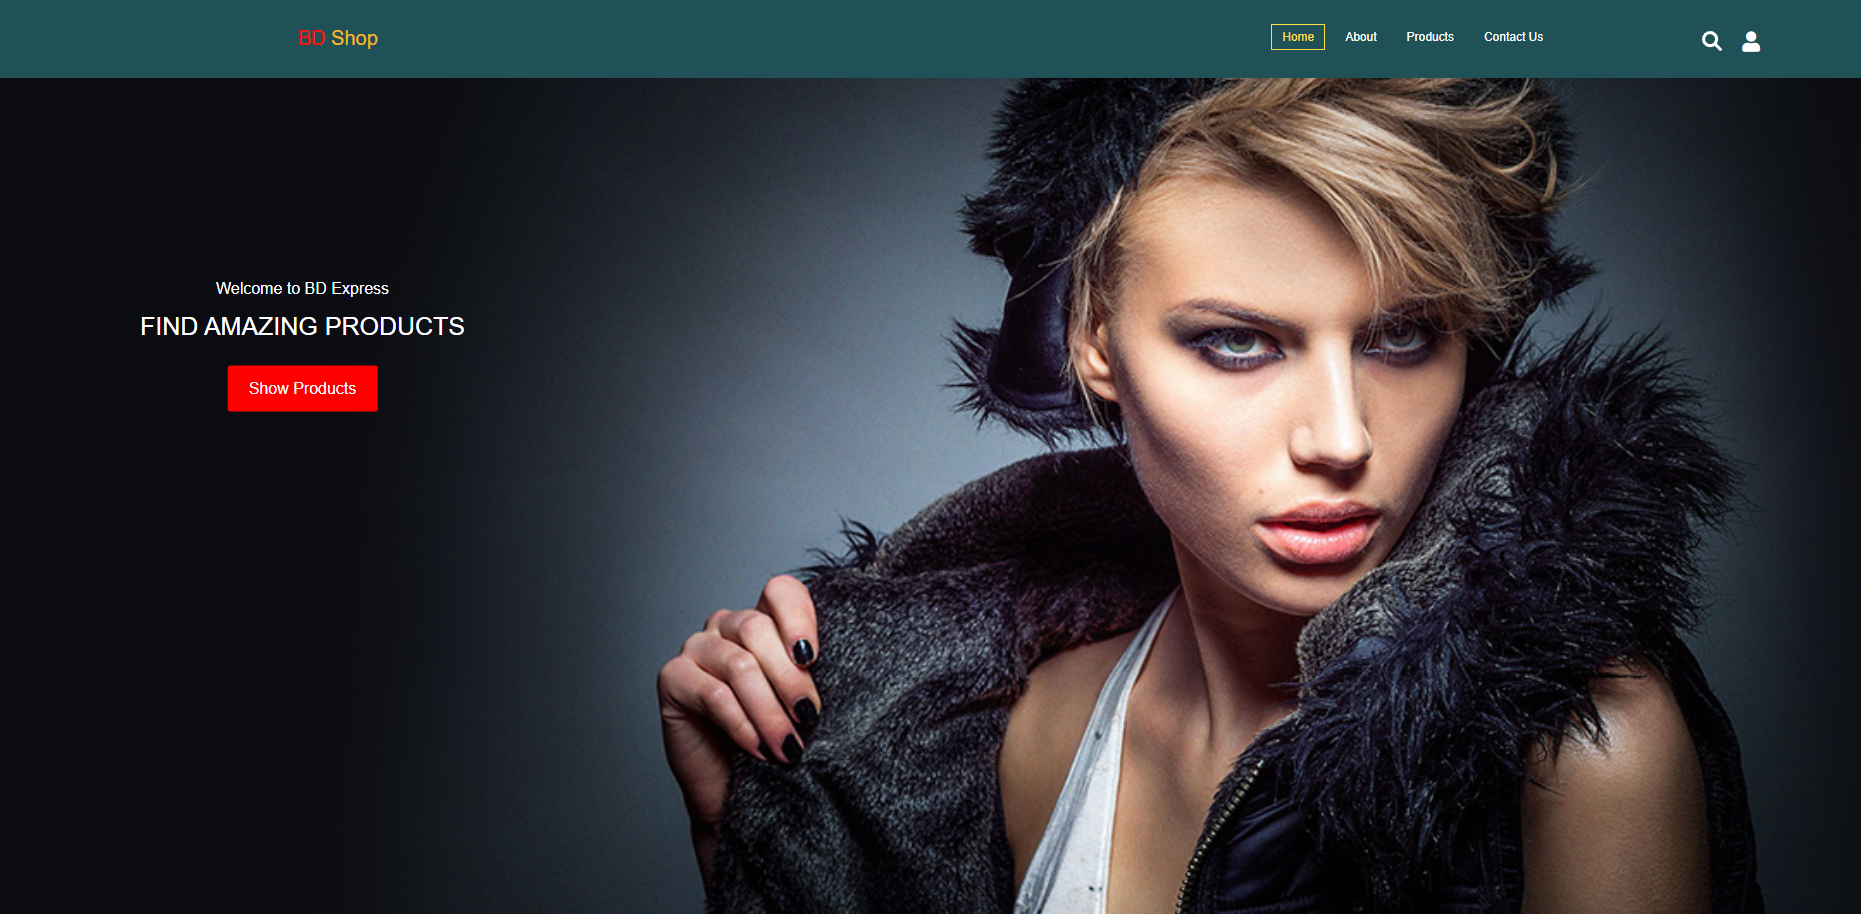 BD Shop
Home About Products Contact Us
Welcome to BD Express
FIND AMAZING PRODUCTS
Show Products